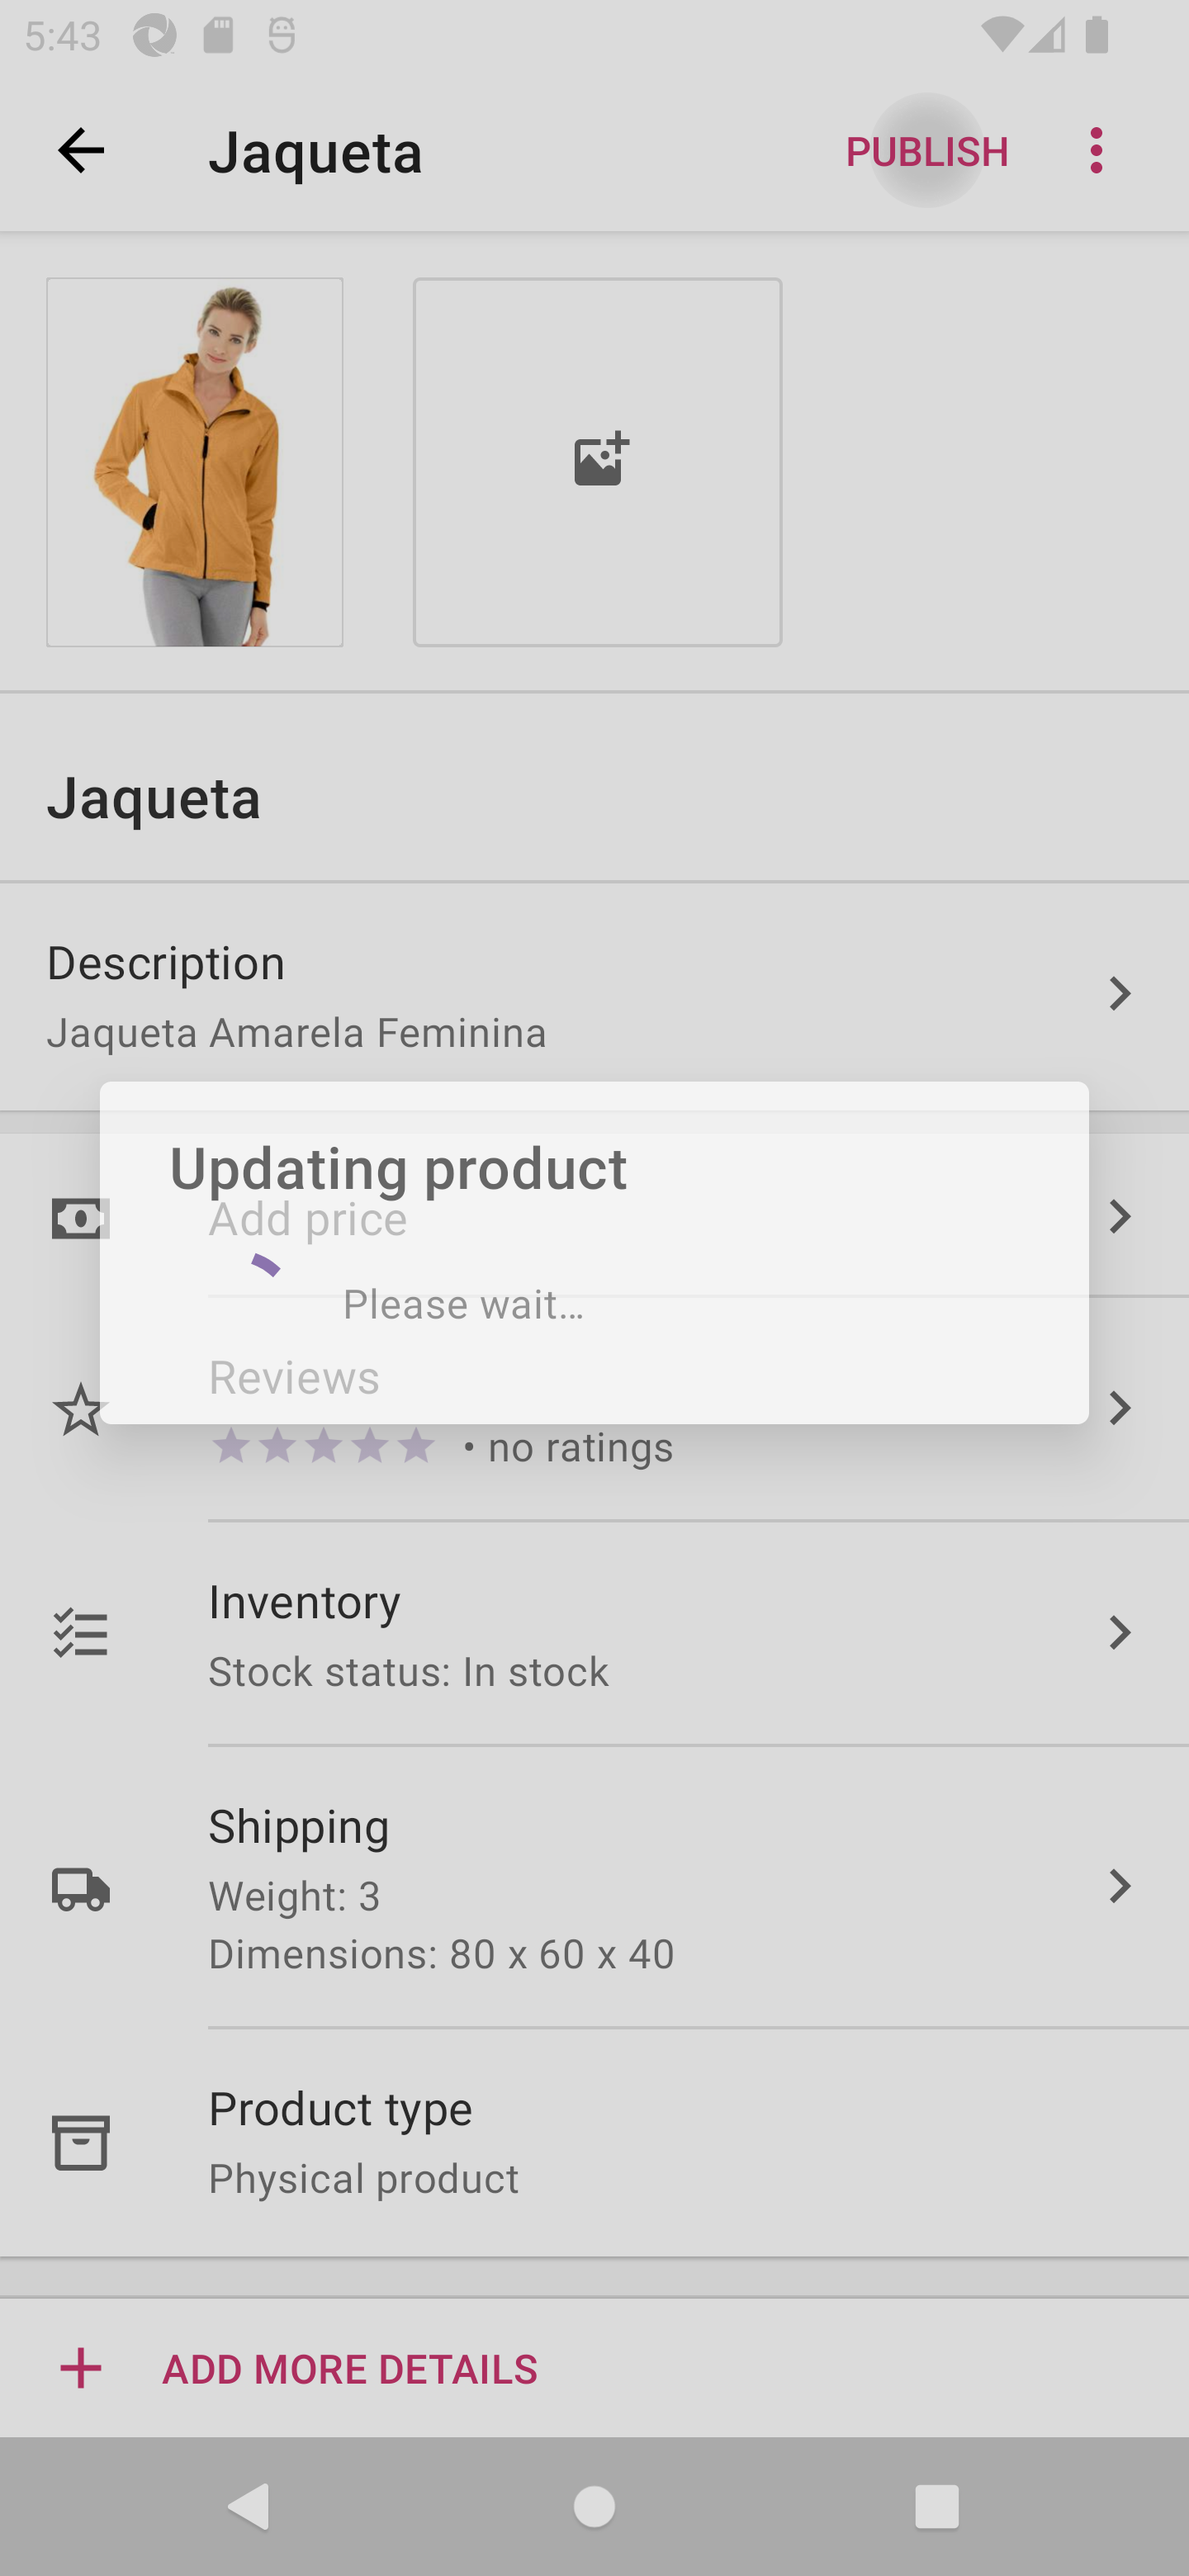 5:43
Jaqueta
PUBLISH
Jaqueta
Description
Jaqueta Amarela Feminina
Updating product
Add price
Please wait...
Reviews
• no ratings
Inventory
Stock status: In stock
Shipping
Weight: 3
Dimensions: 80 x 60 x 40
Product type
Physical product
ADD MORE DETAILS